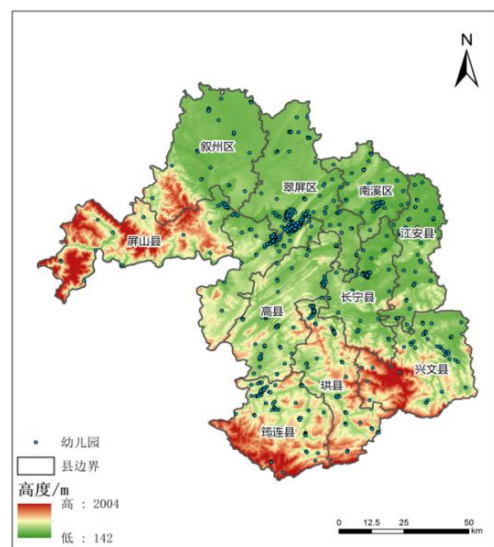 N
叙州区
翠屏区
南溪区
江安县
屏山县
长宁县
高县
兴文县
珙县
筠连县
幼儿园
县边界
高度/m
高 : 2004
低 : 142
0 12.5 25 50
km